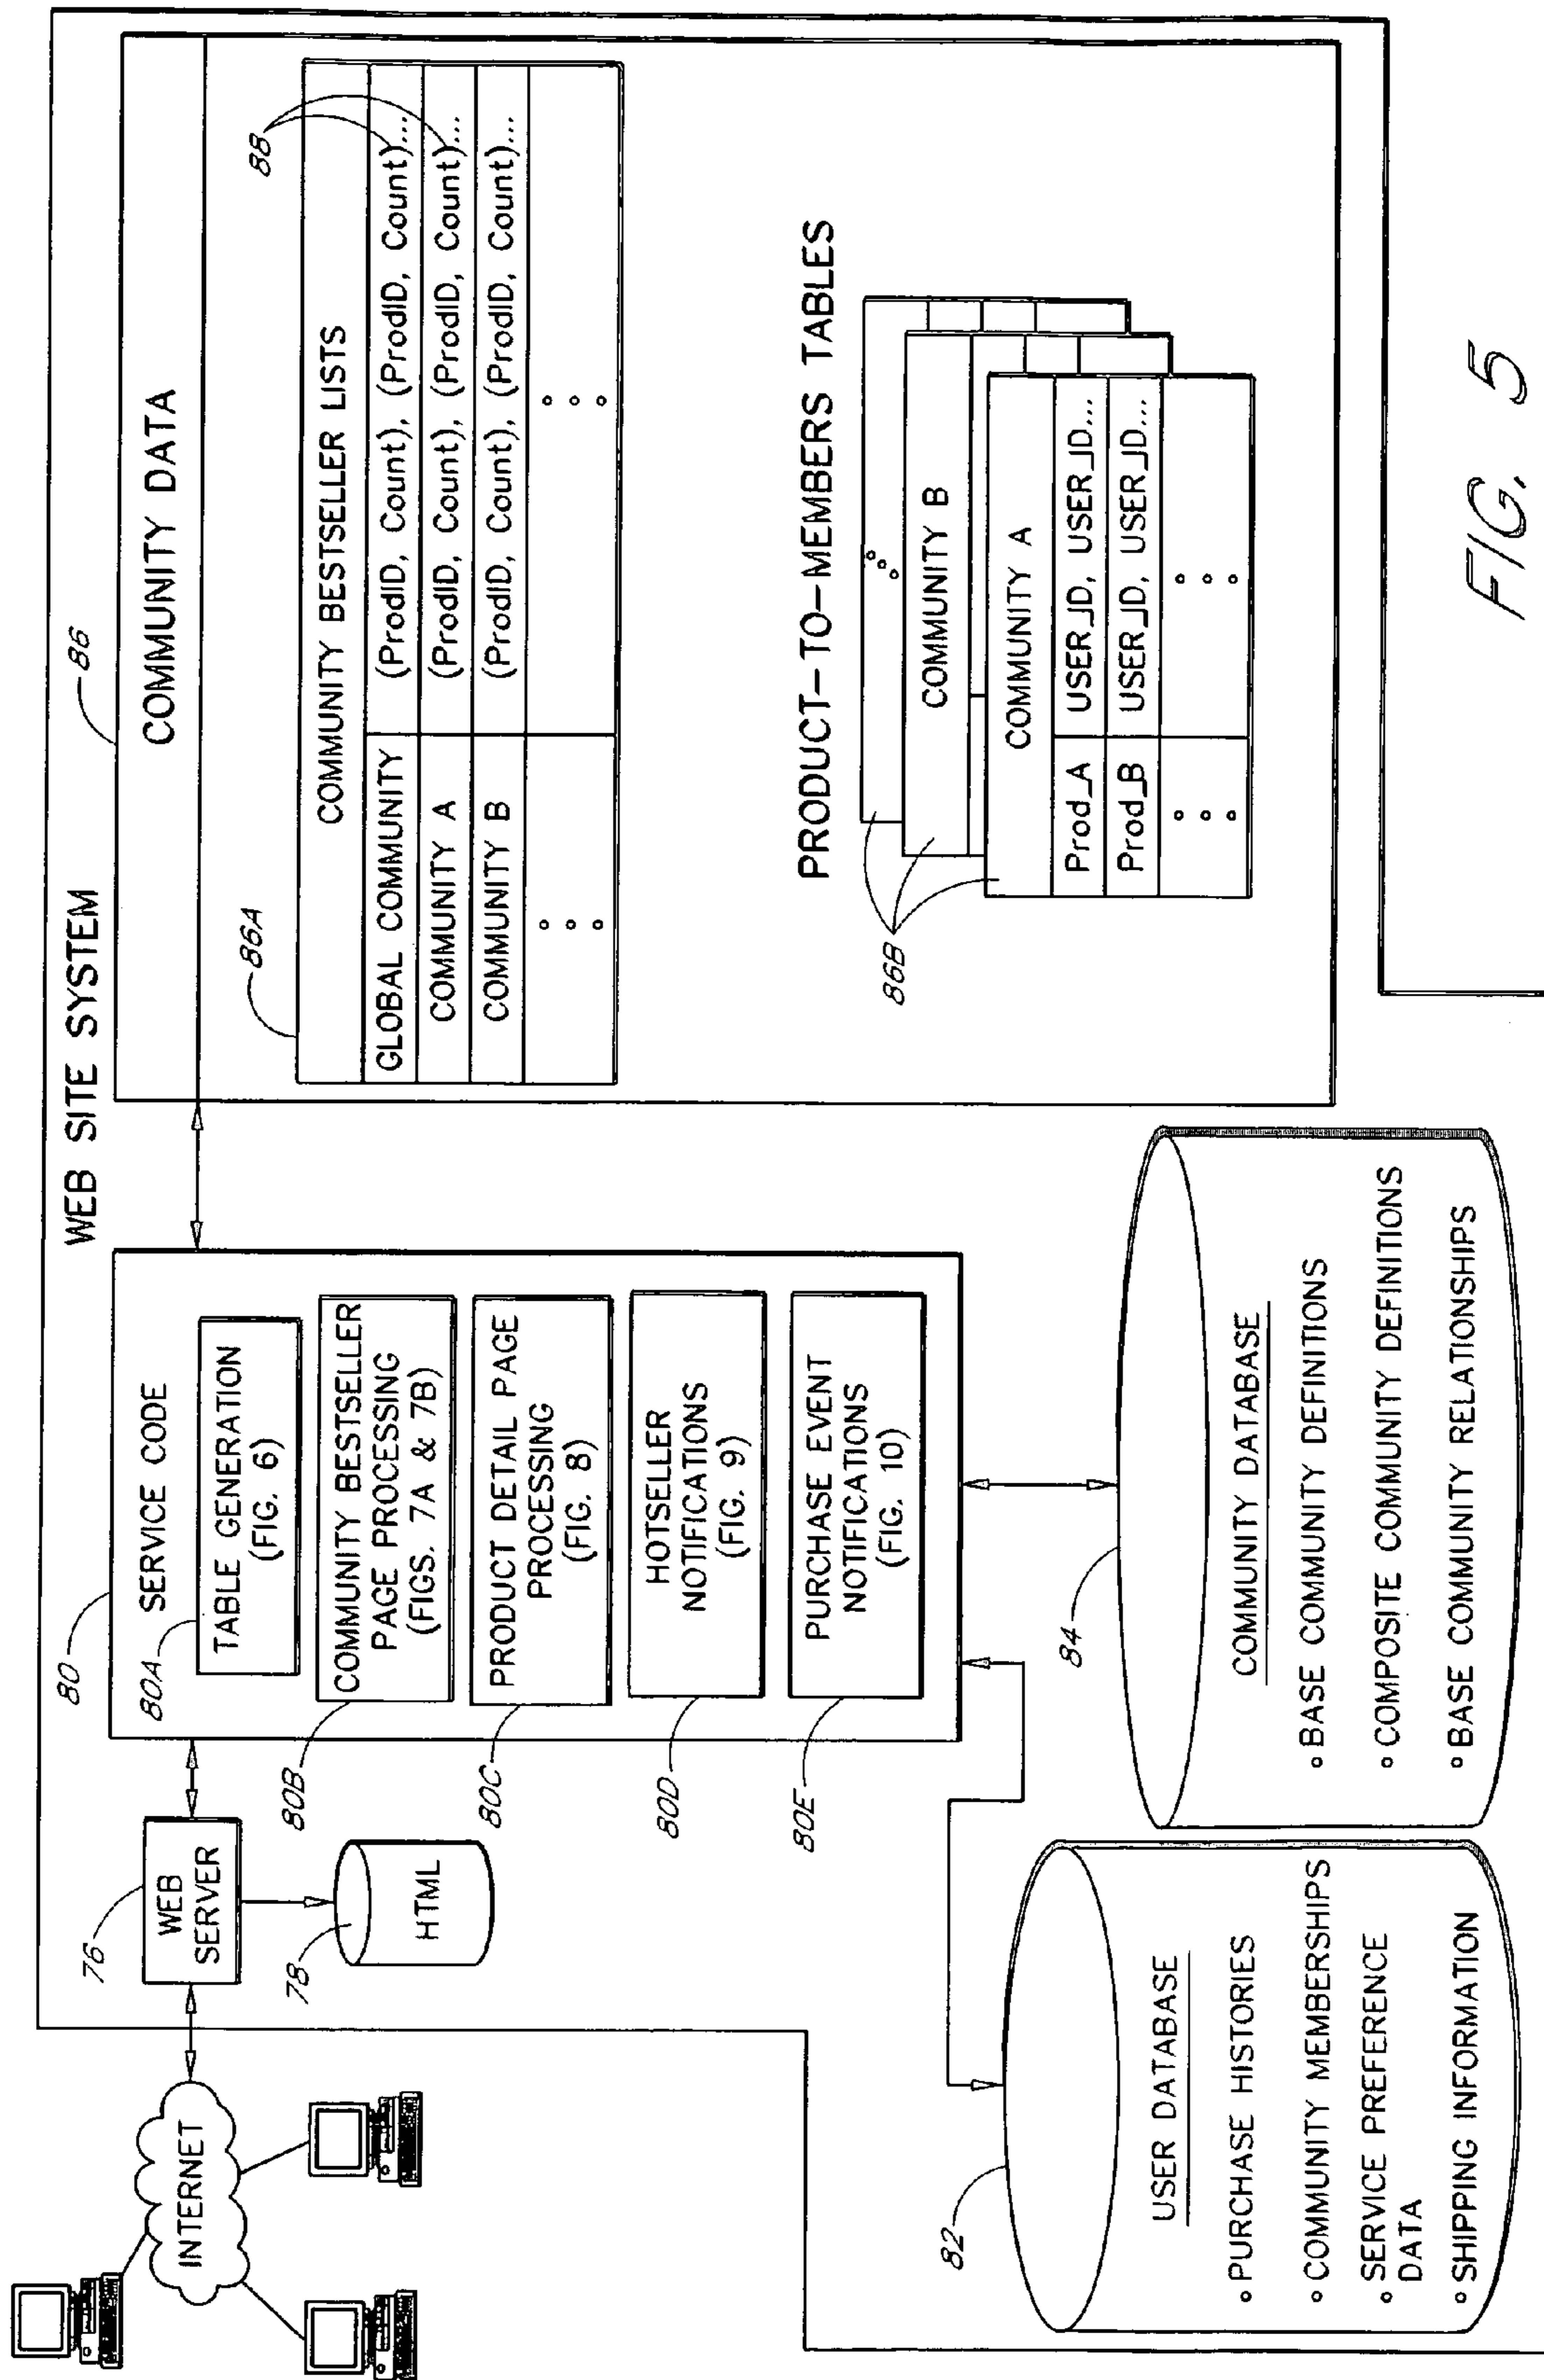 WEB SITE SYSTEM
INTERNET
76
WEB
SERVER
78
HTML
80
SERVICE CODE
80A
TABLE GENERATION
(FIG. 6)
80B
COMMUNITY BESTSELLER
PAGE PROCESSING
(FIGS. 7A & 7B)
80C
PRODUCT DETAIL PAGE
PROCESSING
(FIG. 8)
80D
HOTSELLER
NOTIFICATIONS
(FIG. 9)
80E
PURCHASE EVENT
NOTIFICATIONS
(FIG. 10)
82
USER DATABASE
◦ PURCHASE HISTORIES
◦ COMMUNITY MEMBERSHIPS
◦ SERVICE PREFERENCE
DATA
◦ SHIPPING INFORMATION
84
COMMUNITY DATABASE
◦ BASE COMMUNITY DEFINITIONS
◦ COMPOSITE COMMUNITY DEFINITIONS
◦ BASE COMMUNITY RELATIONSHIPS
86
COMMUNITY DATA
86A
COMMUNITY BESTSELLER LISTS
88
GLOBAL COMMUNITY (ProdID, Count), (ProdID, Count)...
COMMUNITY A (ProdID, Count), (ProdID, Count)...
COMMUNITY B (ProdID, Count), (ProdID, Count)...
PRODUCT-TO-MEMBERS TABLES
86B
COMMUNITY B
COMMUNITY A
Prod_A USER_ID, USER_ID...
Prod_B USER_ID, USER_ID...
FIG. 5